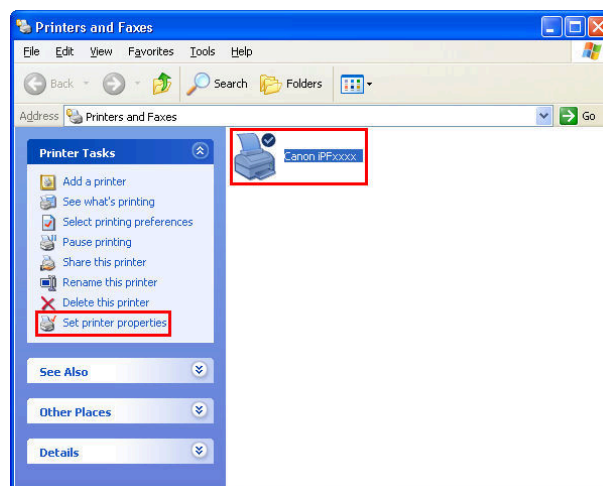 Printers and Faxes
File Edit View Favorites Tools Help
Back Search Folders
Address Printers and Faxes Go
Printer Tasks
Canon iPFxxxx
Add a printer
See what's printing
Select printing preferences
Pause printing
Share this printer
Rename this printer
Delete this printer
Set printer properties
See Also
Other Places
Details